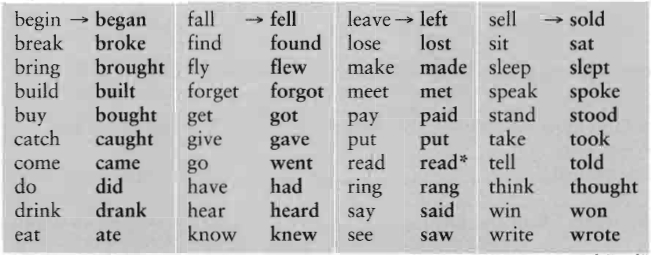 begin → began fall → fell leave → left sell → sold
break broke find found lose lost sit sat
bring brought fly flew make made sleep slept
build built forget forgot meet met speak spoke
buy bought get got pay paid stand stood
catch caught give gave put put take took
come came go went read read* tell told
do did have had ring rang think thought
drink drank hear heard say said win won
eat ate know knew see saw write wrote